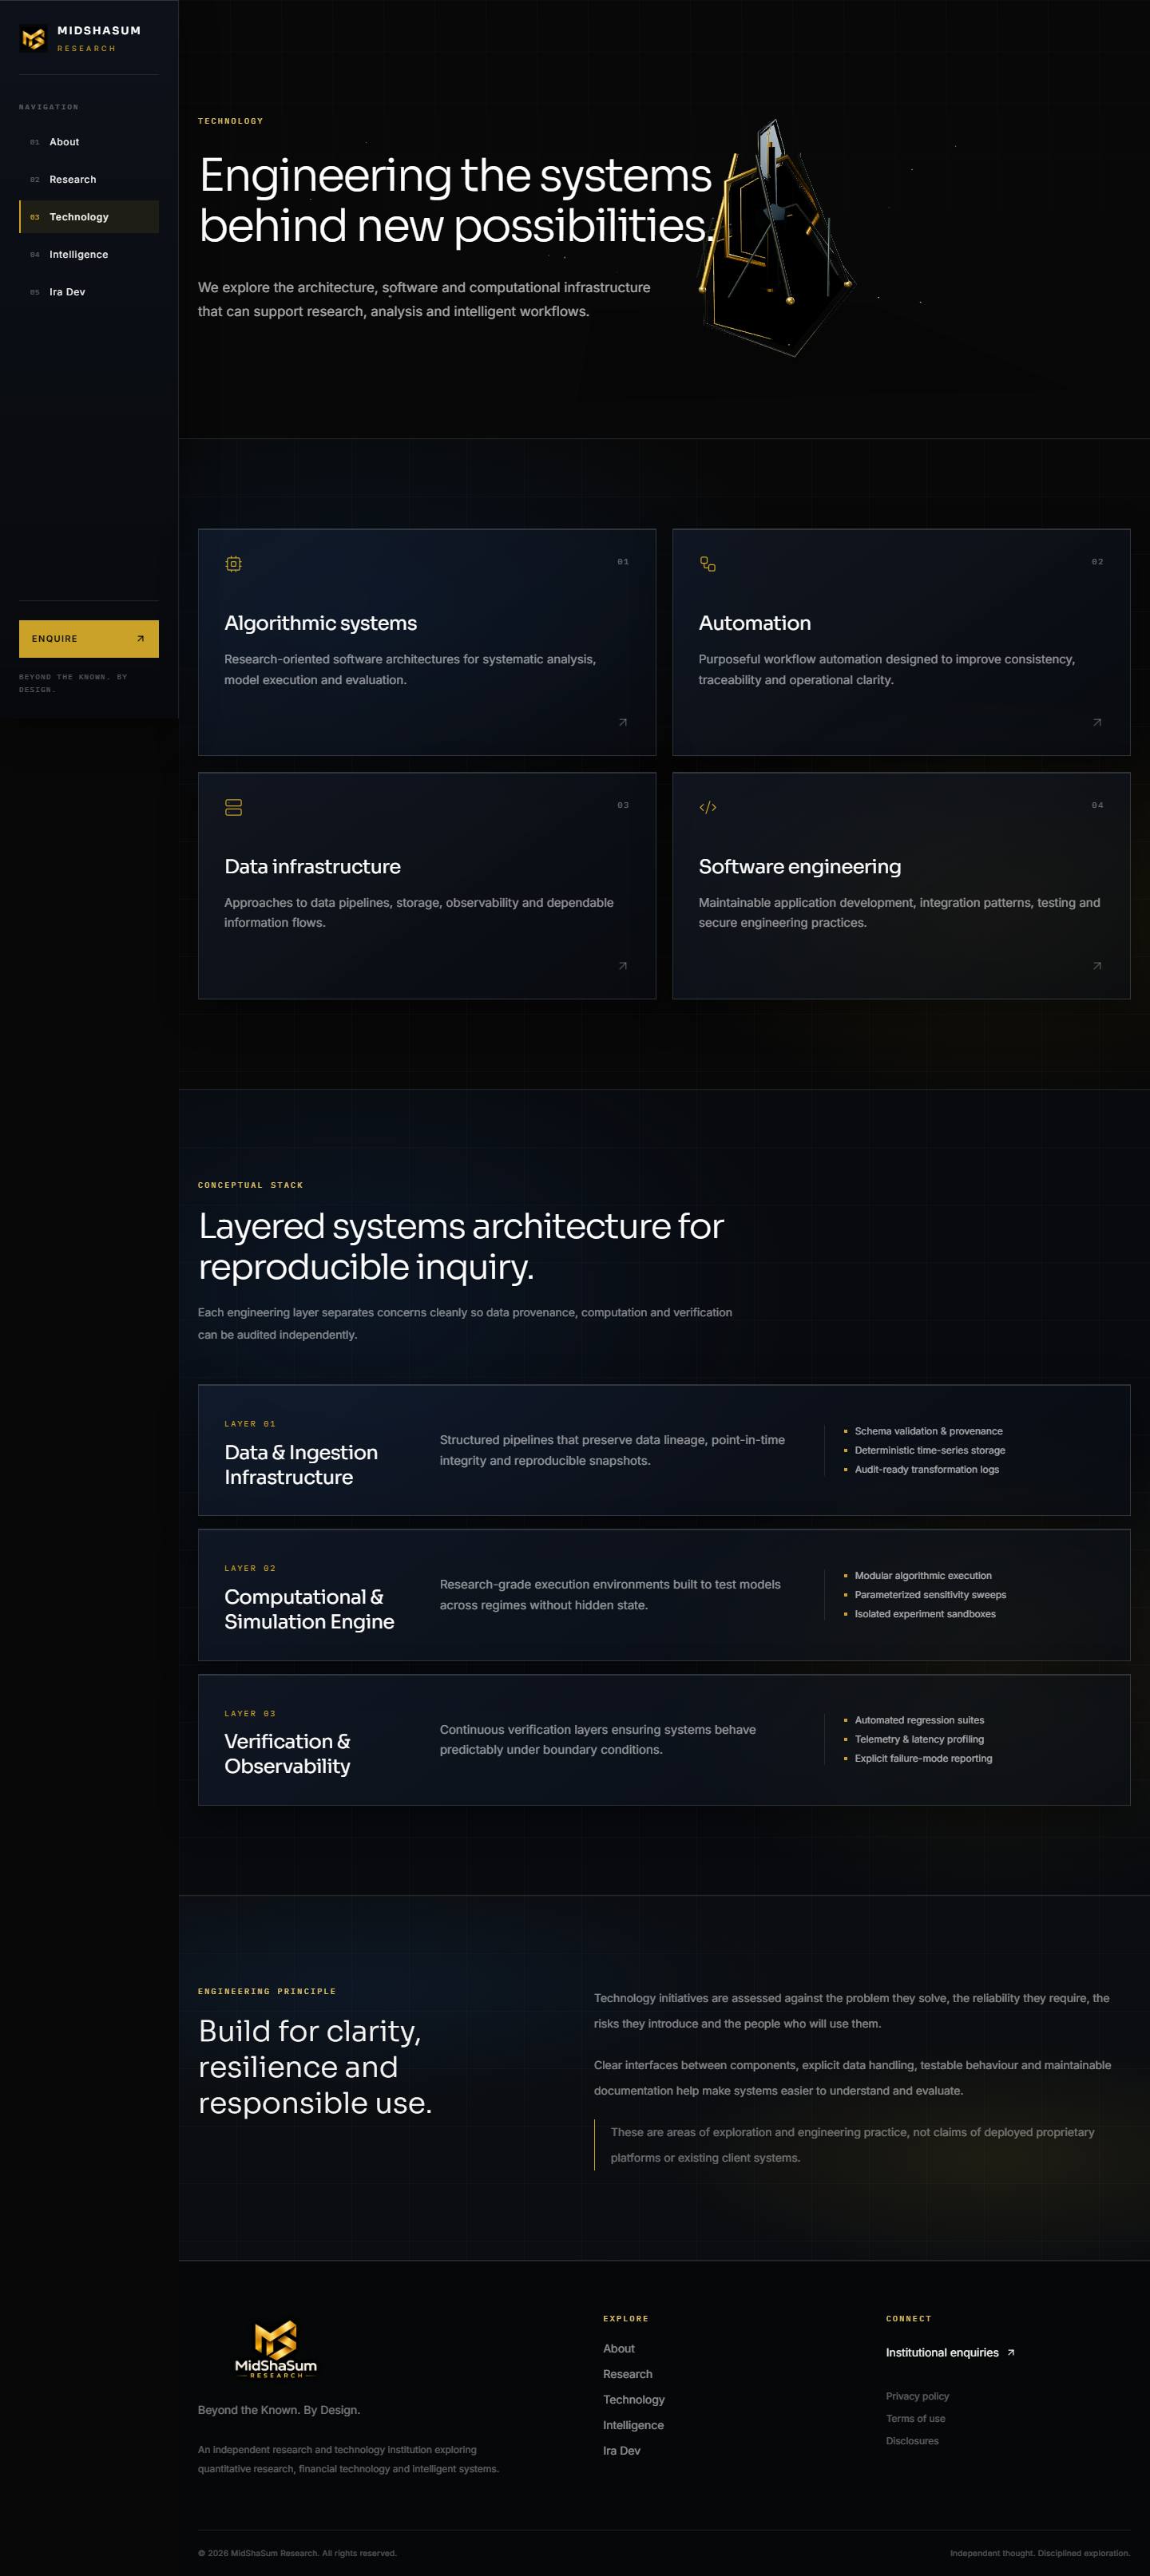 MIDSHASUM
RESEARCH
NAVIGATION
01 About
02 Research
03 Technology
04 Intelligence
05 Ira Dev
ENQUIRE
BEYOND THE KNOWN. BY
DESIGN.
TECHNOLOGY
Engineering the systems
behind new possibilities.
We explore the architecture, software and computational infrastructure
that can support research, analysis and intelligent workflows.
01
Algorithmic systems
Research-oriented software architectures for systematic analysis,
model execution and evaluation.
02
Automation
Purposeful workflow automation designed to improve consistency,
traceability and operational clarity.
03
Data infrastructure
Approaches to data pipelines, storage, observability and dependable
information flows.
04
Software engineering
Maintainable application development, integration patterns, testing and
secure engineering practices.
CONCEPTUAL STACK
Layered systems architecture for
reproducible inquiry.
Each engineering layer separates concerns cleanly so data provenance, computation and verification
can be audited independently.
LAYER 01
Data & Ingestion
Infrastructure
Structured pipelines that preserve data lineage, point-in-time
integrity and reproducible snapshots.
Schema validation & provenance
Deterministic time-series storage
Audit-ready transformation logs
LAYER 02
Computational &
Simulation Engine
Research-grade execution environments built to test models
across regimes without hidden state.
Modular algorithmic execution
Parameterized sensitivity sweeps
Isolated experiment sandboxes
LAYER 03
Verification &
Observability
Continuous verification layers ensuring systems behave
predictably under boundary conditions.
Automated regression suites
Telemetry & latency profiling
Explicit failure-mode reporting
ENGINEERING PRINCIPLE
Build for clarity,
resilience and
responsible use.
Technology initiatives are assessed against the problem they solve, the reliability they require, the
risks they introduce and the people who will use them.
Clear interfaces between components, explicit data handling, testable behaviour and maintainable
documentation help make systems easier to understand and evaluate.
These are areas of exploration and engineering practice, not claims of deployed proprietary
platforms or existing client systems.
MidShaSum
RESEARCH
Beyond the Known. By Design.
An independent research and technology institution exploring
quantitative research, financial technology and intelligent systems.
EXPLORE
About
Research
Technology
Intelligence
Ira Dev
CONNECT
Institutional enquiries
Privacy policy
Terms of use
Disclosures
© 2026 MidShaSum Research. All rights reserved.
Independent thought. Disciplined exploration.